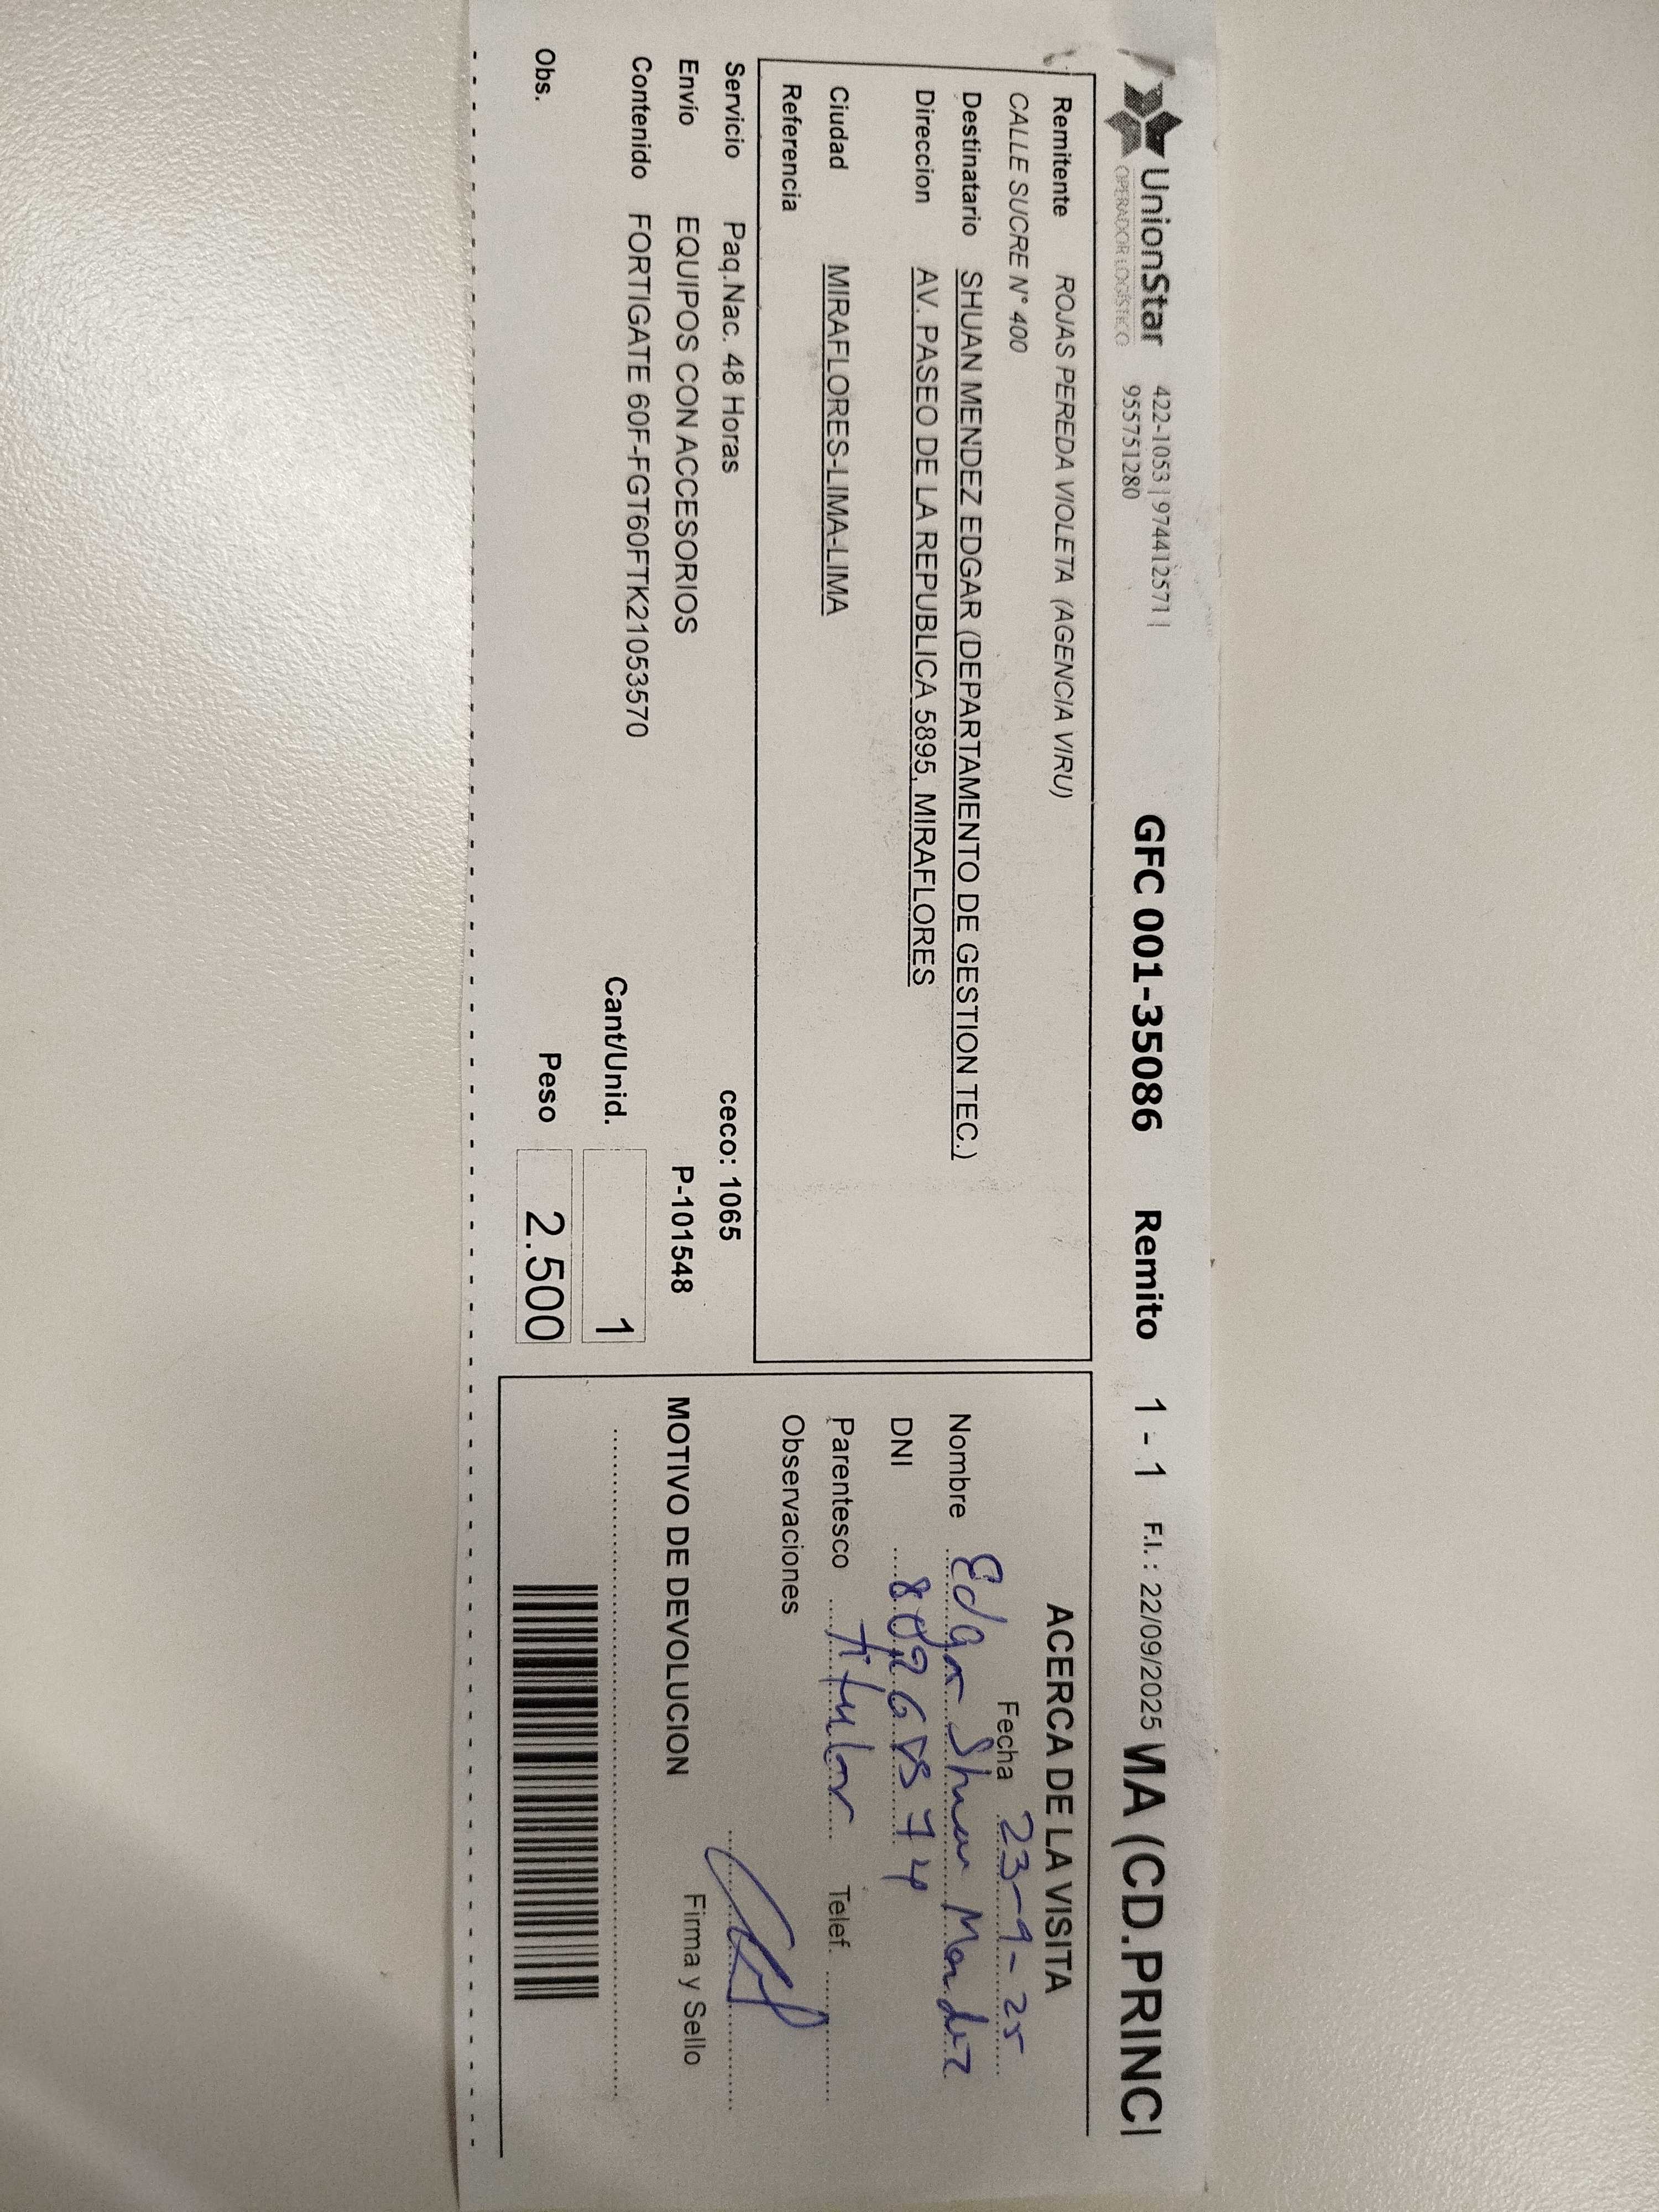 UnionStar
OPERADOR LOGÍSTICO
422-1053 | 974412571 |
955751280
GFC 001-35086 Remito 1 - 1 F.I. : 22/09/2025 MA (CD.PRINCI
Remitente ROJAS PEREDA VIOLETA (AGENCIA VIRU)
CALLE SUCRE N° 400
Destinatario SHUAN MENDEZ EDGAR (DEPARTAMENTO DE GESTION TEC.)
Direccion AV. PASEO DE LA REPUBLICA 5895, MIRAFLORES
Ciudad MIRAFLORES-LIMA-LIMA
Referencia
Servicio Paq.Nac. 48 Horas ceco: 1065
Envío EQUIPOS CON ACCESORIOS P-101548
Contenido FORTIGATE 60F-FGT60FTK21053570
Cant/Unid. 1
Obs. Peso 2.500
ACERCA DE LA VISITA
Fecha 23-9-25
Nombre Edgar Shuan Mendez
DNI
Parentesco titular Telef.
Observaciones
Firma y Sello
MOTIVO DE DEVOLUCION